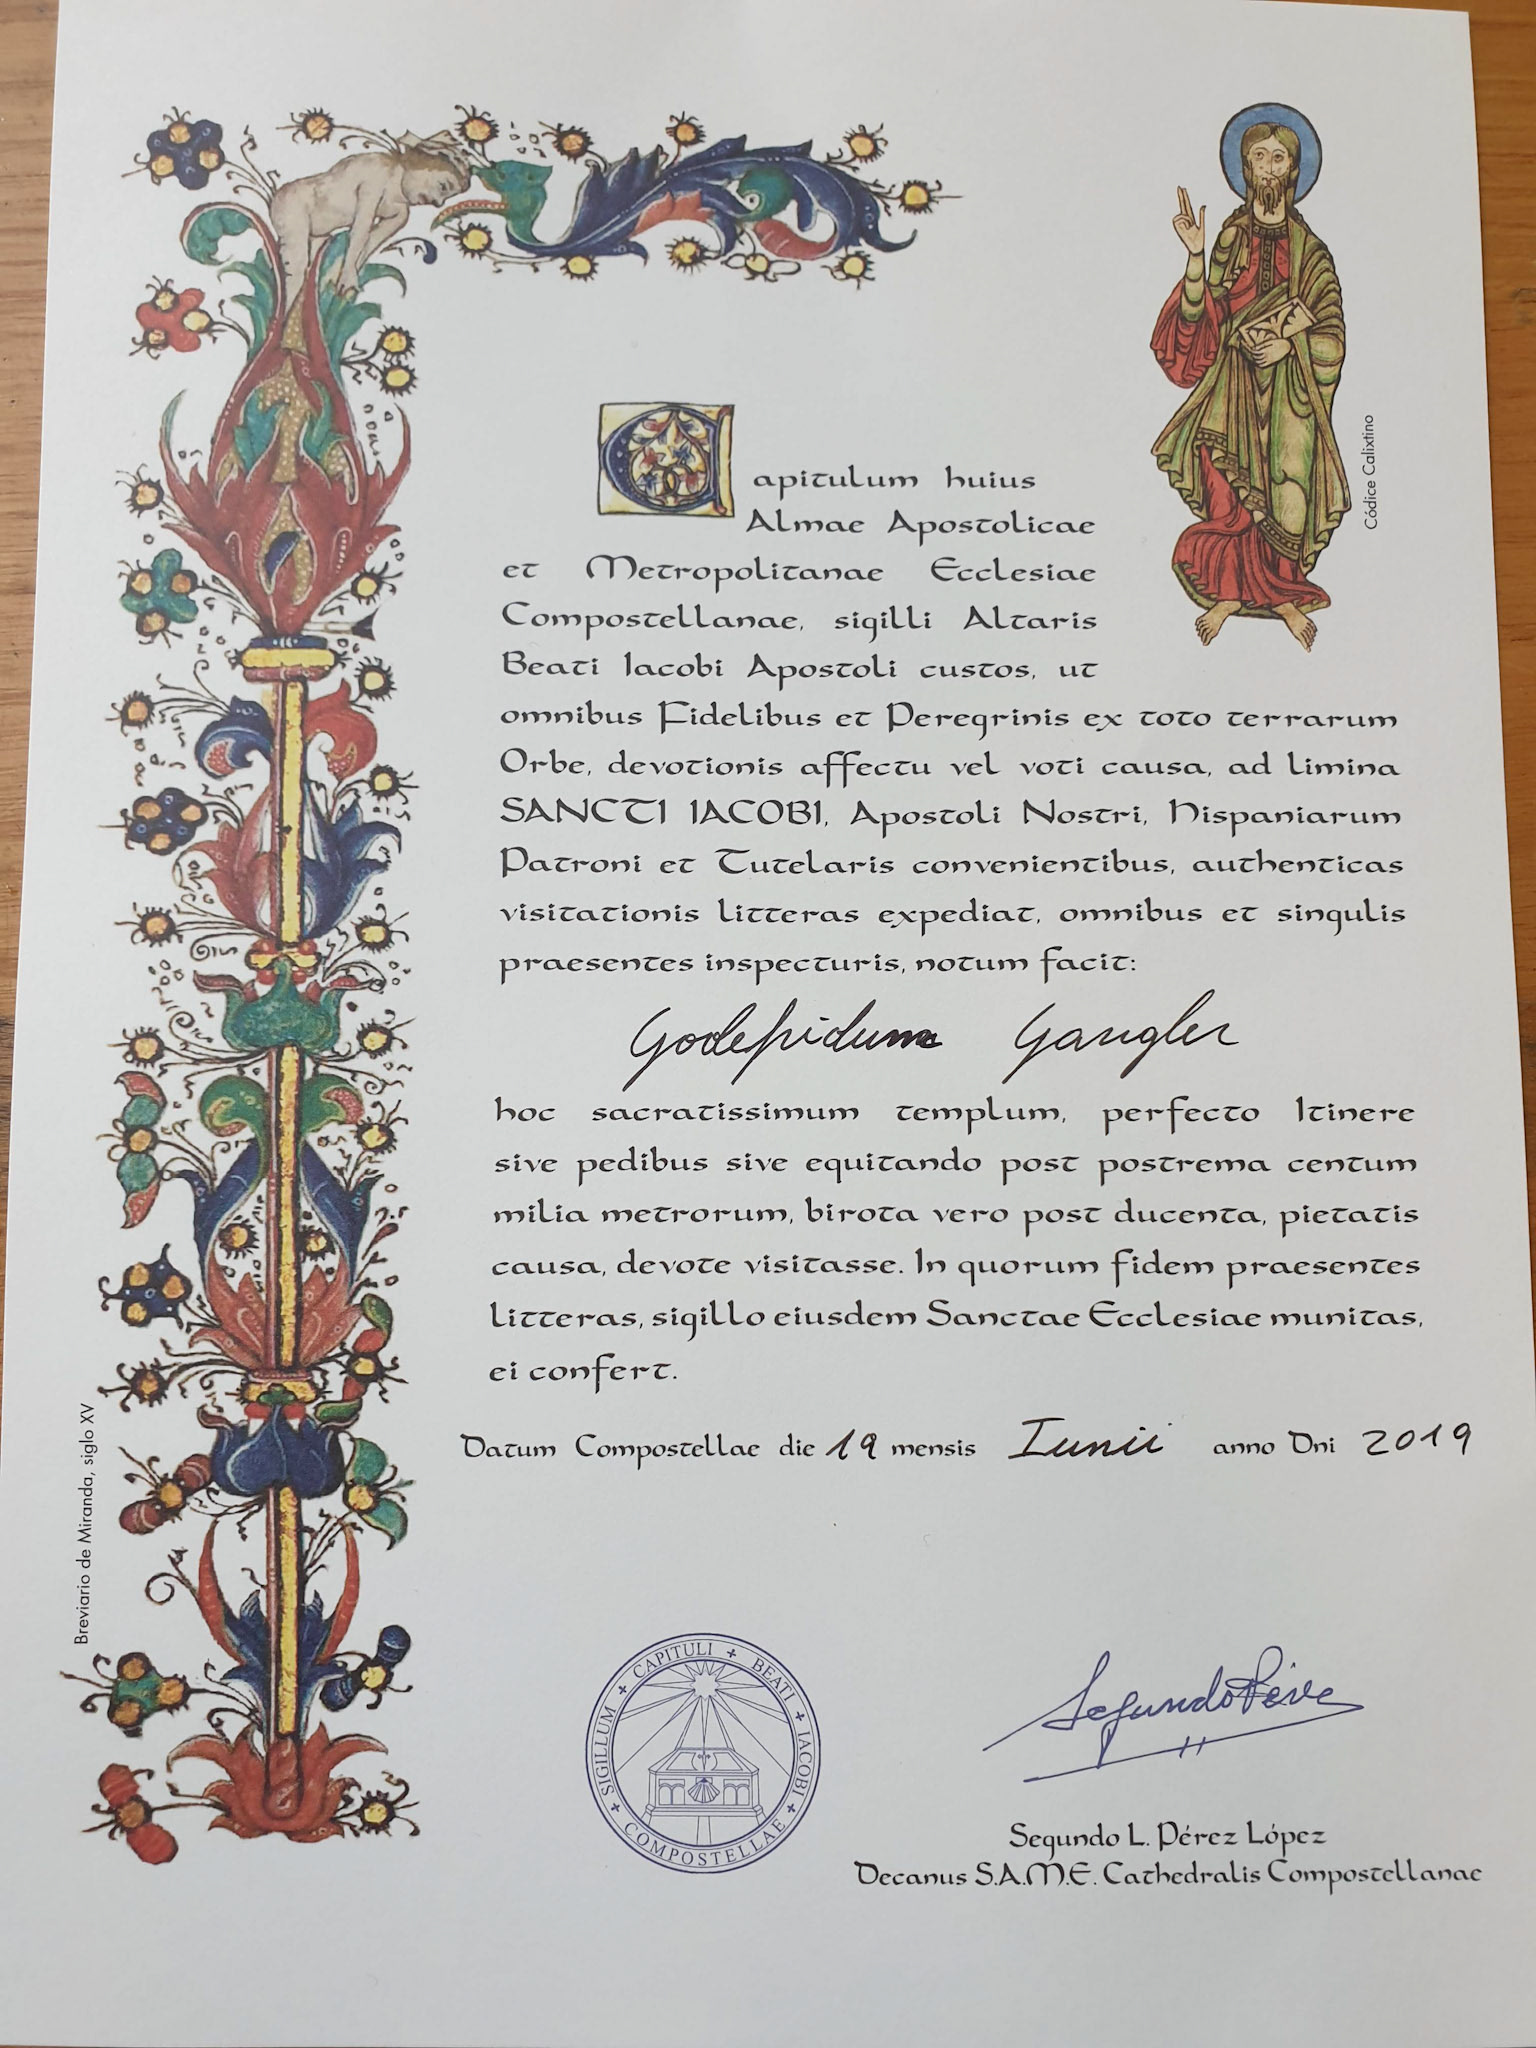 Capitulum huius
Almae Apostolicae
et Metropolitanae Ecclesiae
Compostellanae, sigilli Altaris
Beati Iacobi Apostoli custos, ut
omnibus Fidelibus et Peregrinis ex toto terrarum
Orbe, devotionis affectu vel voti causa, ad limina
SANCTI IACOBI, Apostoli Nostri, Hispaniarum
Patroni et Tutelaris convenientibus, authenticas
visitationis litteras expediat, omnibus et singulis
praesentes inspecturis, notum facit:
Godefridum Gangler
hoc sacratissimum templum, perfecto Itinere
sive pedibus sive equitando post postrema centum
milia metrorum, birota vero post ducenta, pietatis
causa, devote visitasse. In quorum fidem praesentes
litteras, sigillo eiusdem Sanctae Ecclesiae munitas,
ei confert.
Datum Compostellae die 19 mensis Iunii anno Dni 2019
SIGILLUM + CAPITULI + BEATI + IACOBI + COMPOSTELLAE +
Segundo Pérez
Segundo L. Pérez López
Decanus S.A.M.E. Cathedralis Compostellanae
Códice Calixtino
Breviario de Miranda, siglo XV